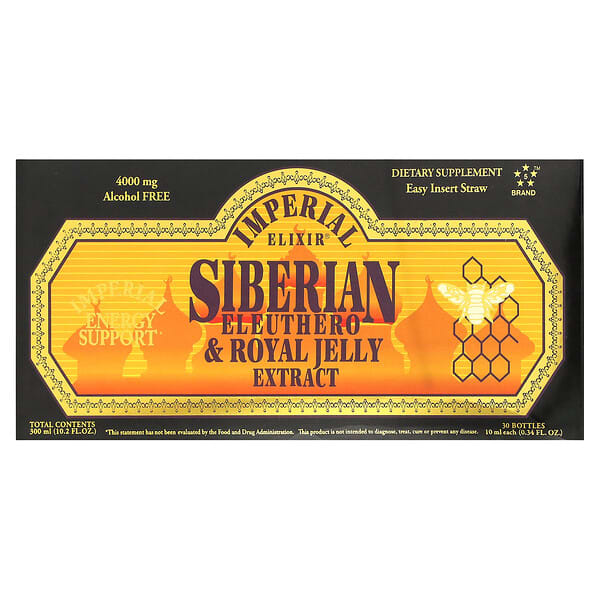 4000 mg
Alcohol FREE
DIETARY SUPPLEMENT
Easy Insert Straw
5
BRAND
TM
IMPERIAL
ELIXIR®
SIBERIAN
ELEUTHERO
& ROYAL JELLY
EXTRACT
IMPERIAL
ENERGY
SUPPORT*
TOTAL CONTENTS
300 ml (10.2 FL.OZ.)
*This statement has not been evaluated by the Food and Drug Administration. This product is not intended to diagnose, treat, cure or prevent any disease.
30 BOTTLES
10 ml each (0.34 FL. OZ.)